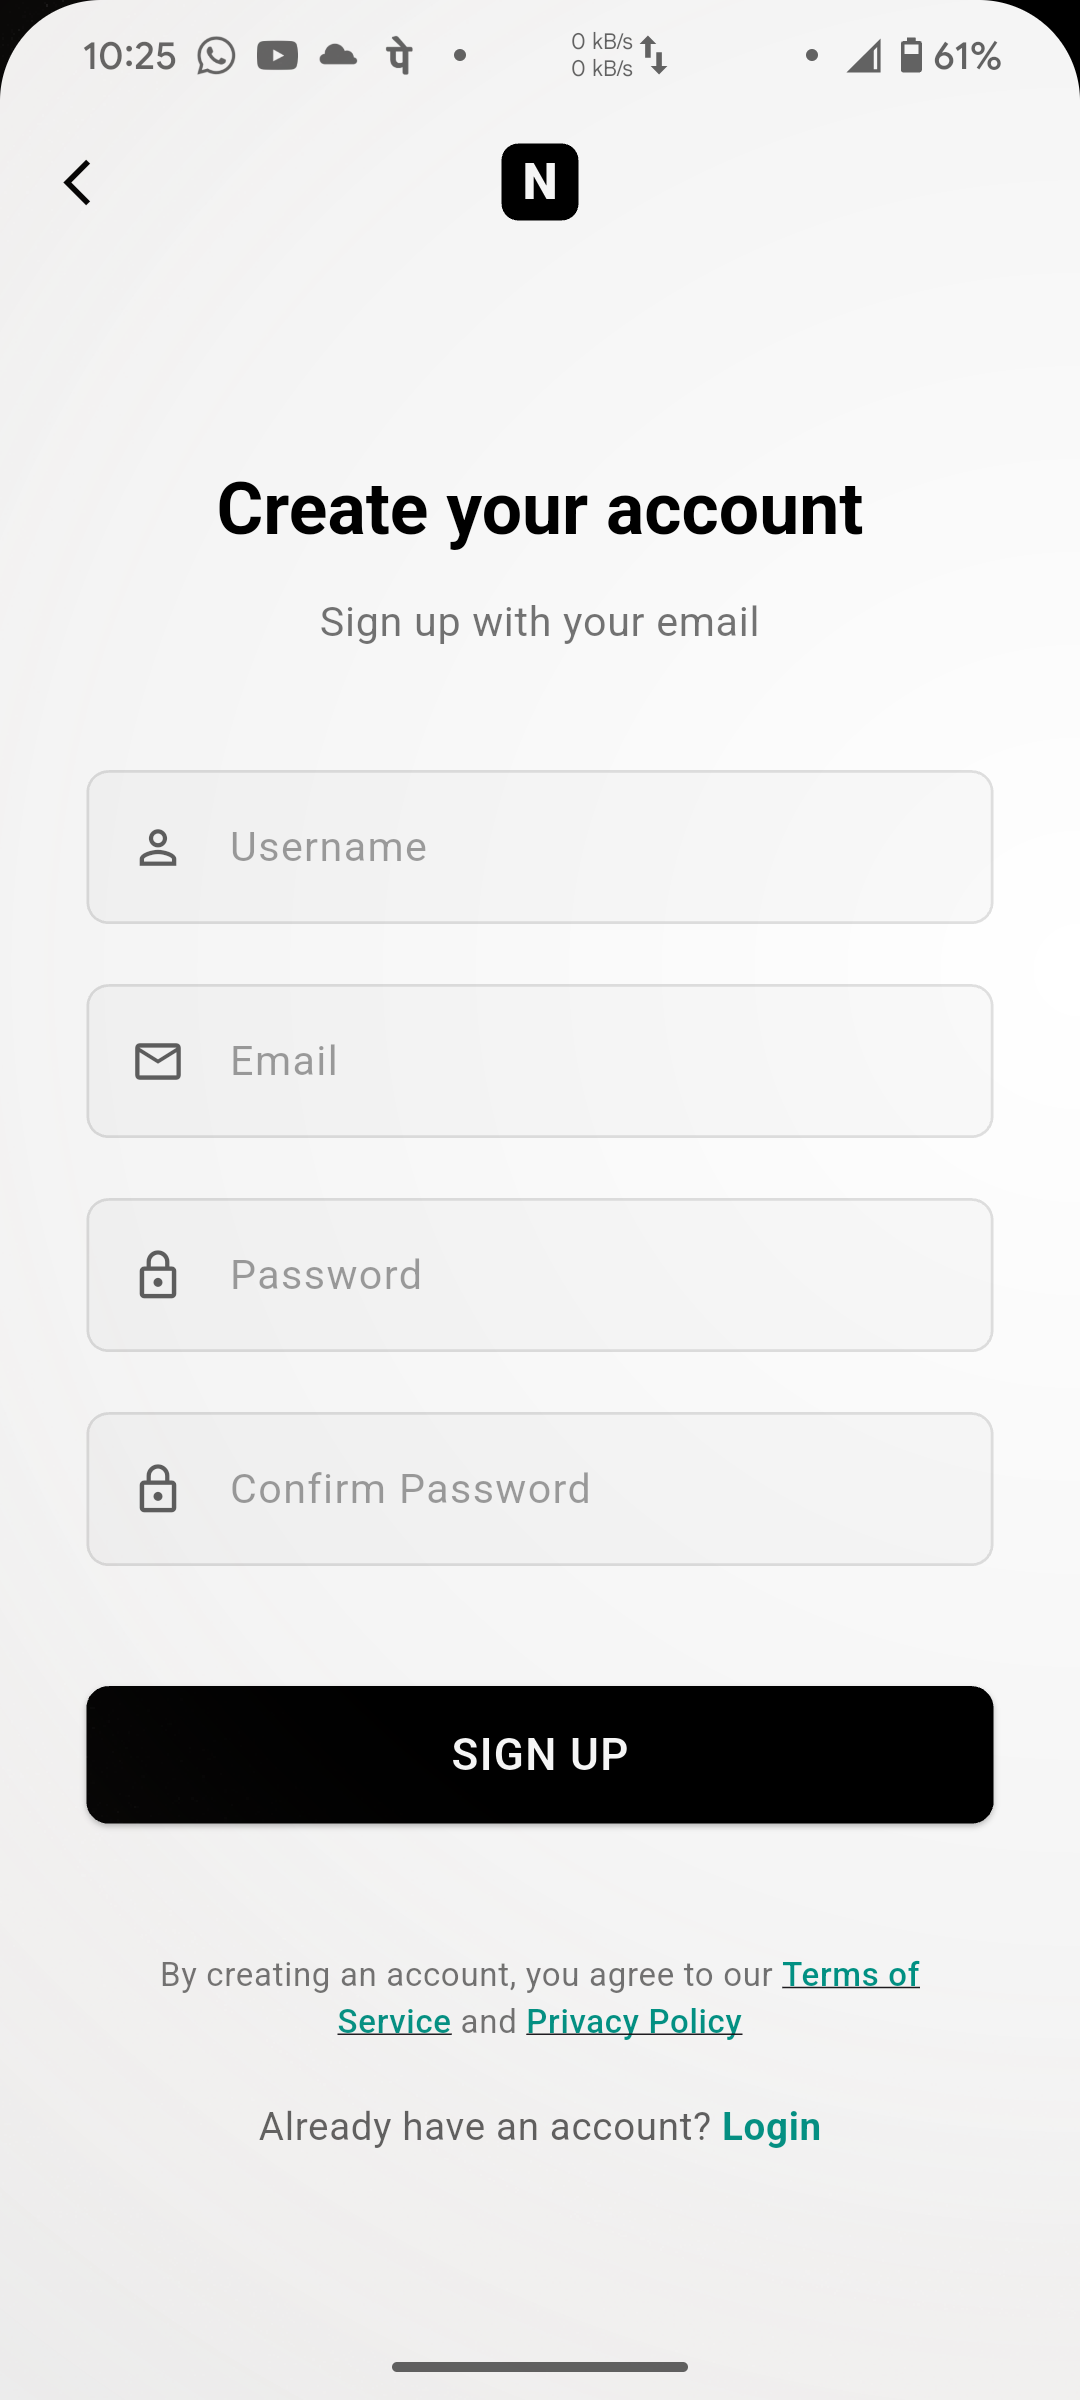 10:25 पे 0 kB/s 61%
0 kB/s
N
Create your account
Sign up with your email
Username
Email
Password
Confirm Password
SIGN UP
By creating an account, you agree to our Terms of
Service and Privacy Policy
Already have an account? Login